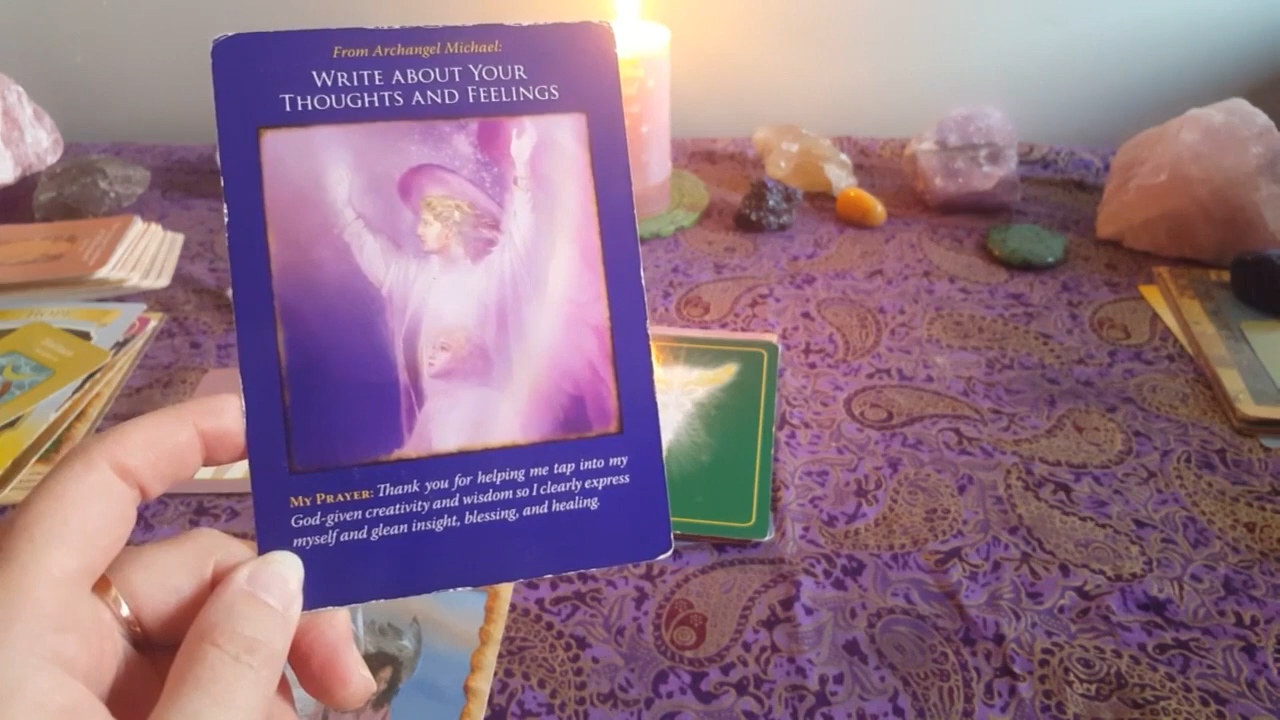 From Archangel Michael:
WRITE ABOUT YOUR
THOUGHTS AND FEELINGS
MY PRAYER: Thank you for helping me tap into my
God-given creativity and wisdom so I clearly express
myself and glean insight, blessing, and healing.